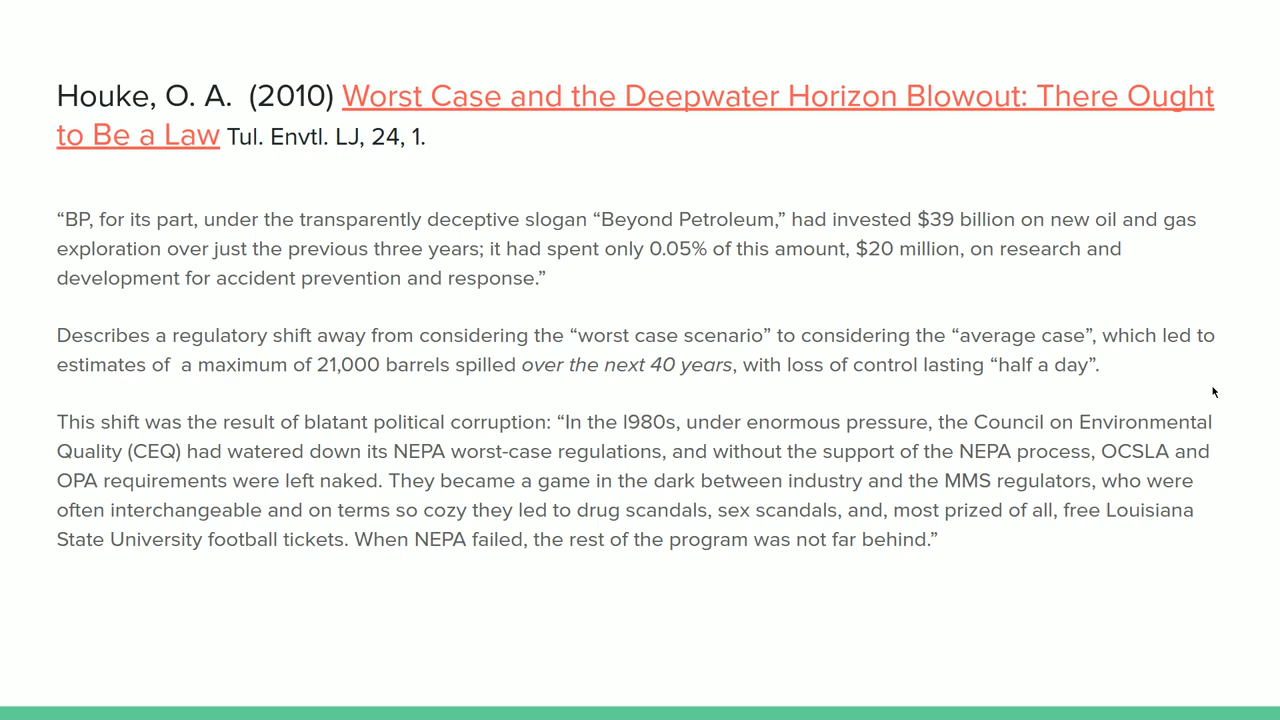 Houke, O. A.  (2010) Worst Case and the Deepwater Horizon Blowout: There Ought
to Be a Law Tul. Envtl. LJ, 24, 1.
“BP, for its part, under the transparently deceptive slogan “Beyond Petroleum,” had invested $39 billion on new oil and gas
exploration over just the previous three years; it had spent only 0.05% of this amount, $20 million, on research and
development for accident prevention and response.”
Describes a regulatory shift away from considering the “worst case scenario” to considering the “average case”, which led to
estimates of  a maximum of 21,000 barrels spilled over the next 40 years, with loss of control lasting “half a day”.
This shift was the result of blatant political corruption: “In the l980s, under enormous pressure, the Council on Environmental
Quality (CEQ) had watered down its NEPA worst-case regulations, and without the support of the NEPA process, OCSLA and
OPA requirements were left naked. They became a game in the dark between industry and the MMS regulators, who were
often interchangeable and on terms so cozy they led to drug scandals, sex scandals, and, most prized of all, free Louisiana
State University football tickets. When NEPA failed, the rest of the program was not far behind.”